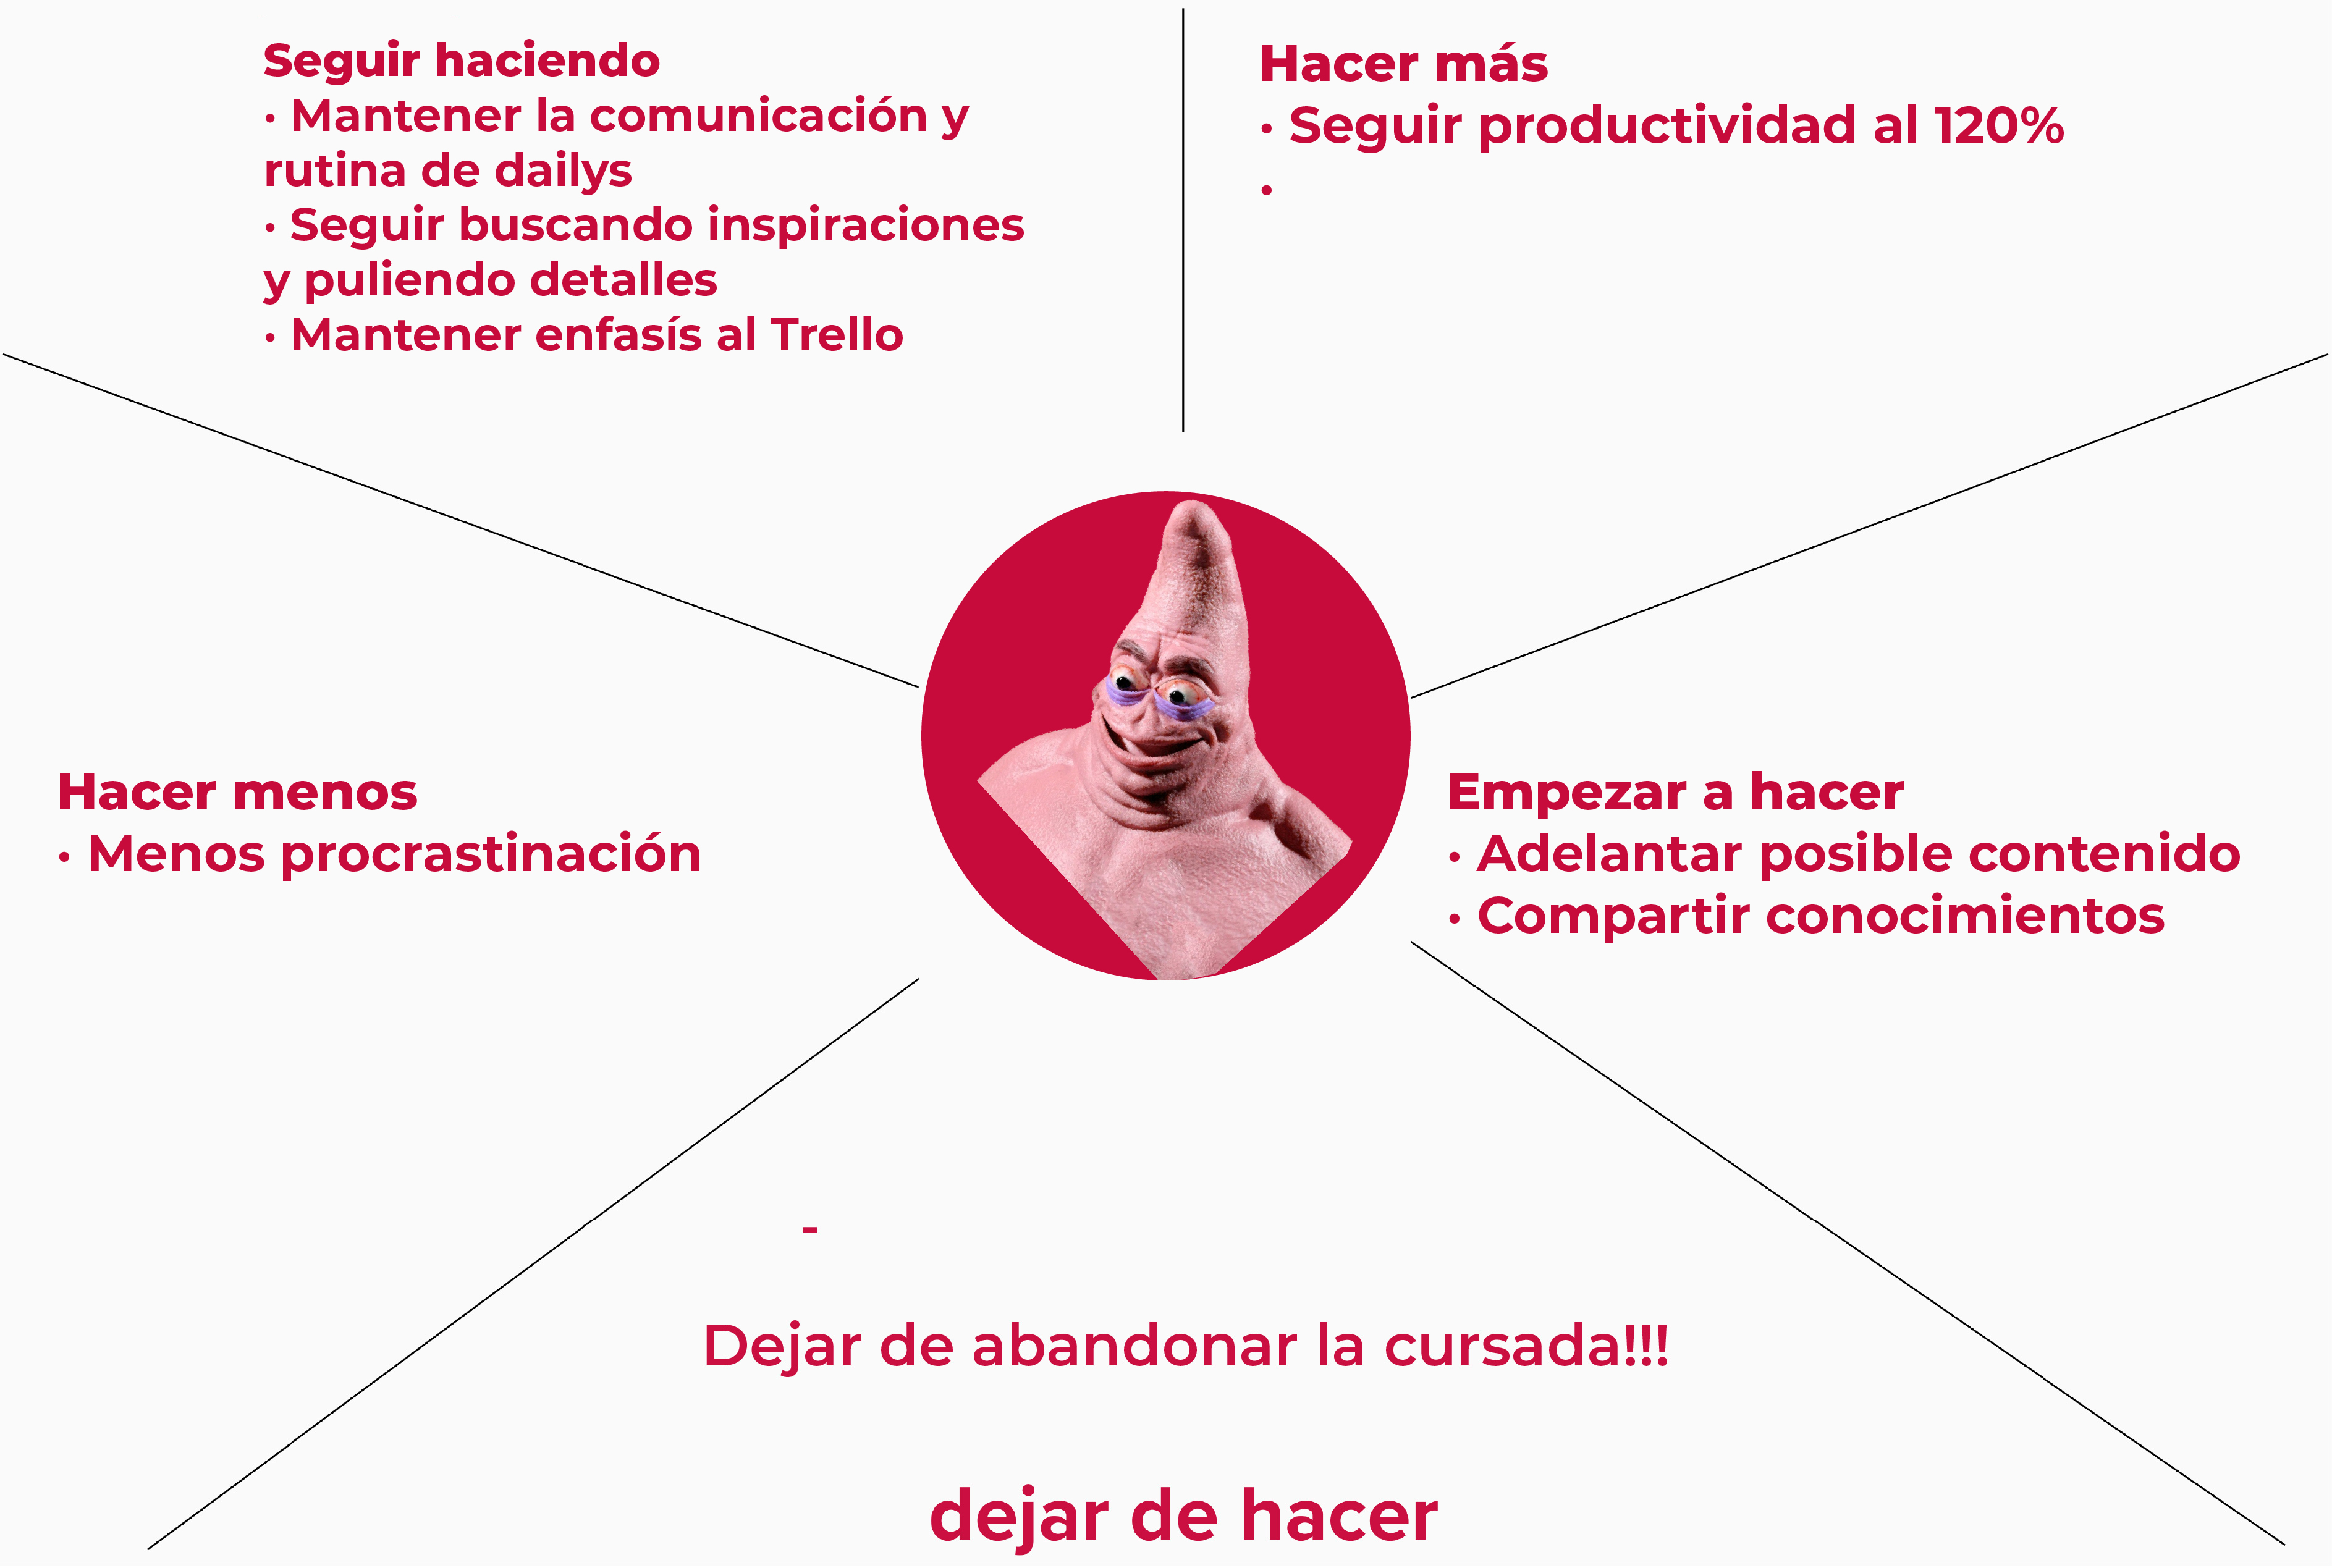 Seguir haciendo
• Mantener la comunicación y
rutina de dailys
• Seguir buscando inspiraciones
y puliendo detalles
• Mantener enfasís al Trello
Hacer más
• Seguir productividad al 120%
•
Hacer menos
• Menos procrastinación
Empezar a hacer
• Adelantar posible contenido
• Compartir conocimientos
-
Dejar de abandonar la cursada!!!
dejar de hacer